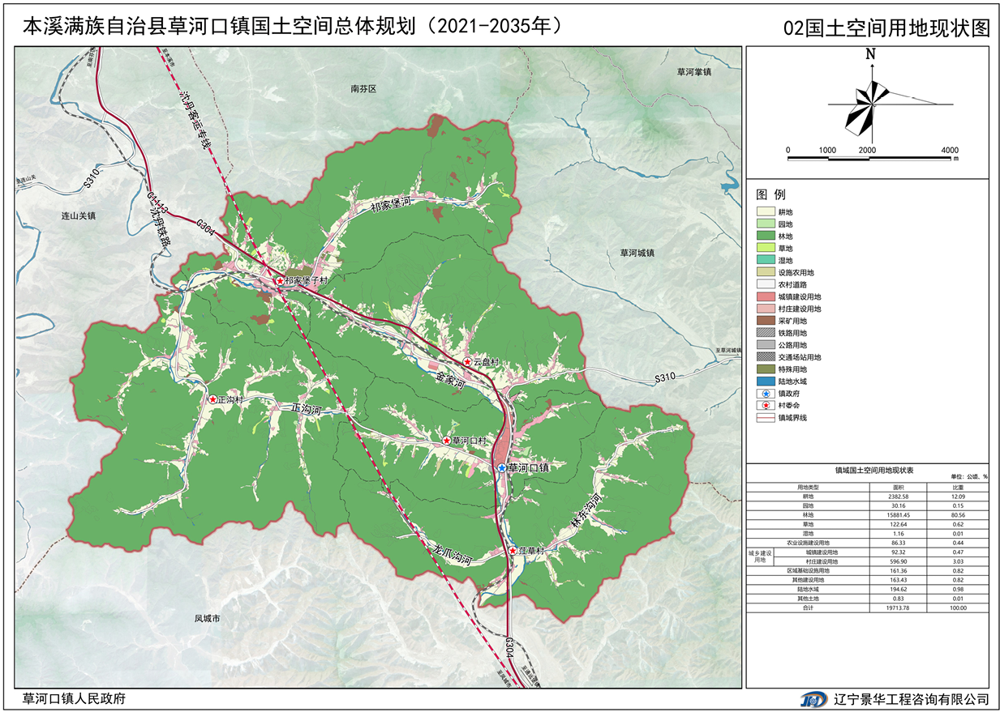 本溪满族自治县草河口镇国土空间总体规划（2021-2035年）
02国土空间用地现状图
南芬区
草河掌镇
沈丹客运专线
S310
连山关镇
G1113
沈丹铁路
G304
祁家堡河
草河城镇
祁家堡子村
云盘村
金家河
S310
至草河城镇
正沟村
正沟河
草河口村
草河口镇
林东沟河
龙爪沟河
茳草村
凤城市
G304
至凤城市
N
0 1000 2000 4000 m
图 例
耕地
园地
林地
草地
湿地
设施农用地
农村道路
城镇建设用地
村庄建设用地
采矿用地
铁路用地
公路用地
交通场站用地
特殊用地
陆地水域
镇政府
村委会
镇域界线
镇域国土空间用地现状表
单位：公顷、%
用地类型 面积 比重
耕地 2382.58 12.09
园地 30.16 0.15
林地 15881.45 80.56
草地 122.64 0.62
湿地 1.16 0.01
农业设施建设用地 86.33 0.44
城乡建设用地 城镇建设用地 92.32 0.47
村庄建设用地 596.90 3.03
区域基础设施用地 161.36 0.82
其他建设用地 163.43 0.82
陆地水域 194.62 0.98
其他土地 0.83 0.01
合计 19713.78 100.00
草河口镇人民政府
辽宁景华工程咨询有限公司